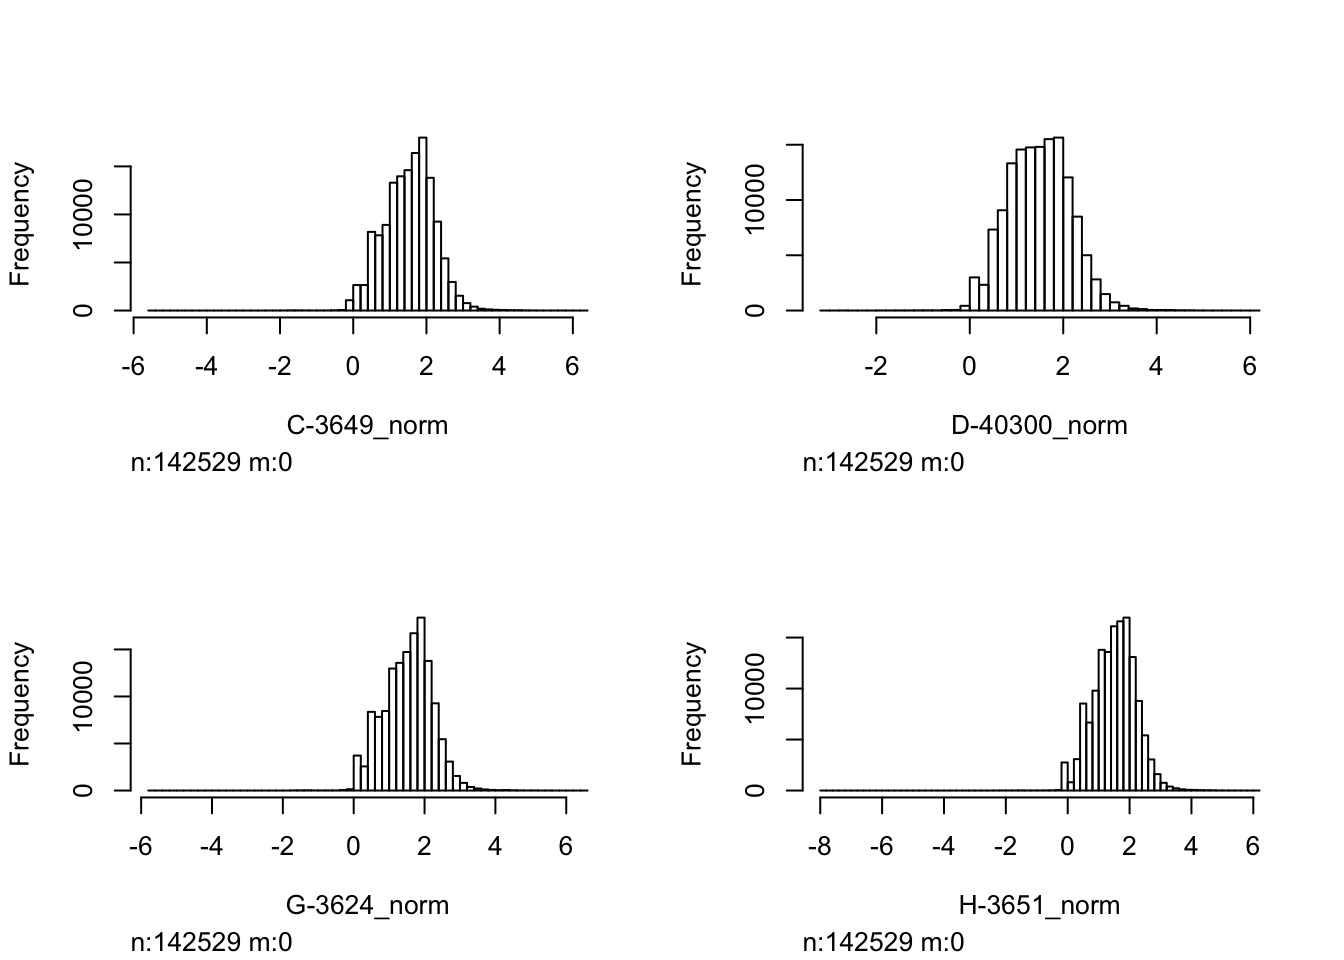 Frequency
0
10000
-6 -4 -2 0 2 4 6
C-3649_norm
n:142529 m:0
Frequency
0
10000
-2 0 2 4 6
D-40300_norm
n:142529 m:0
Frequency
0
10000
-6 -4 -2 0 2 4 6
G-3624_norm
n:142529 m:0
Frequency
0
10000
-8 -6 -4 -2 0 2 4 6
H-3651_norm
n:142529 m:0